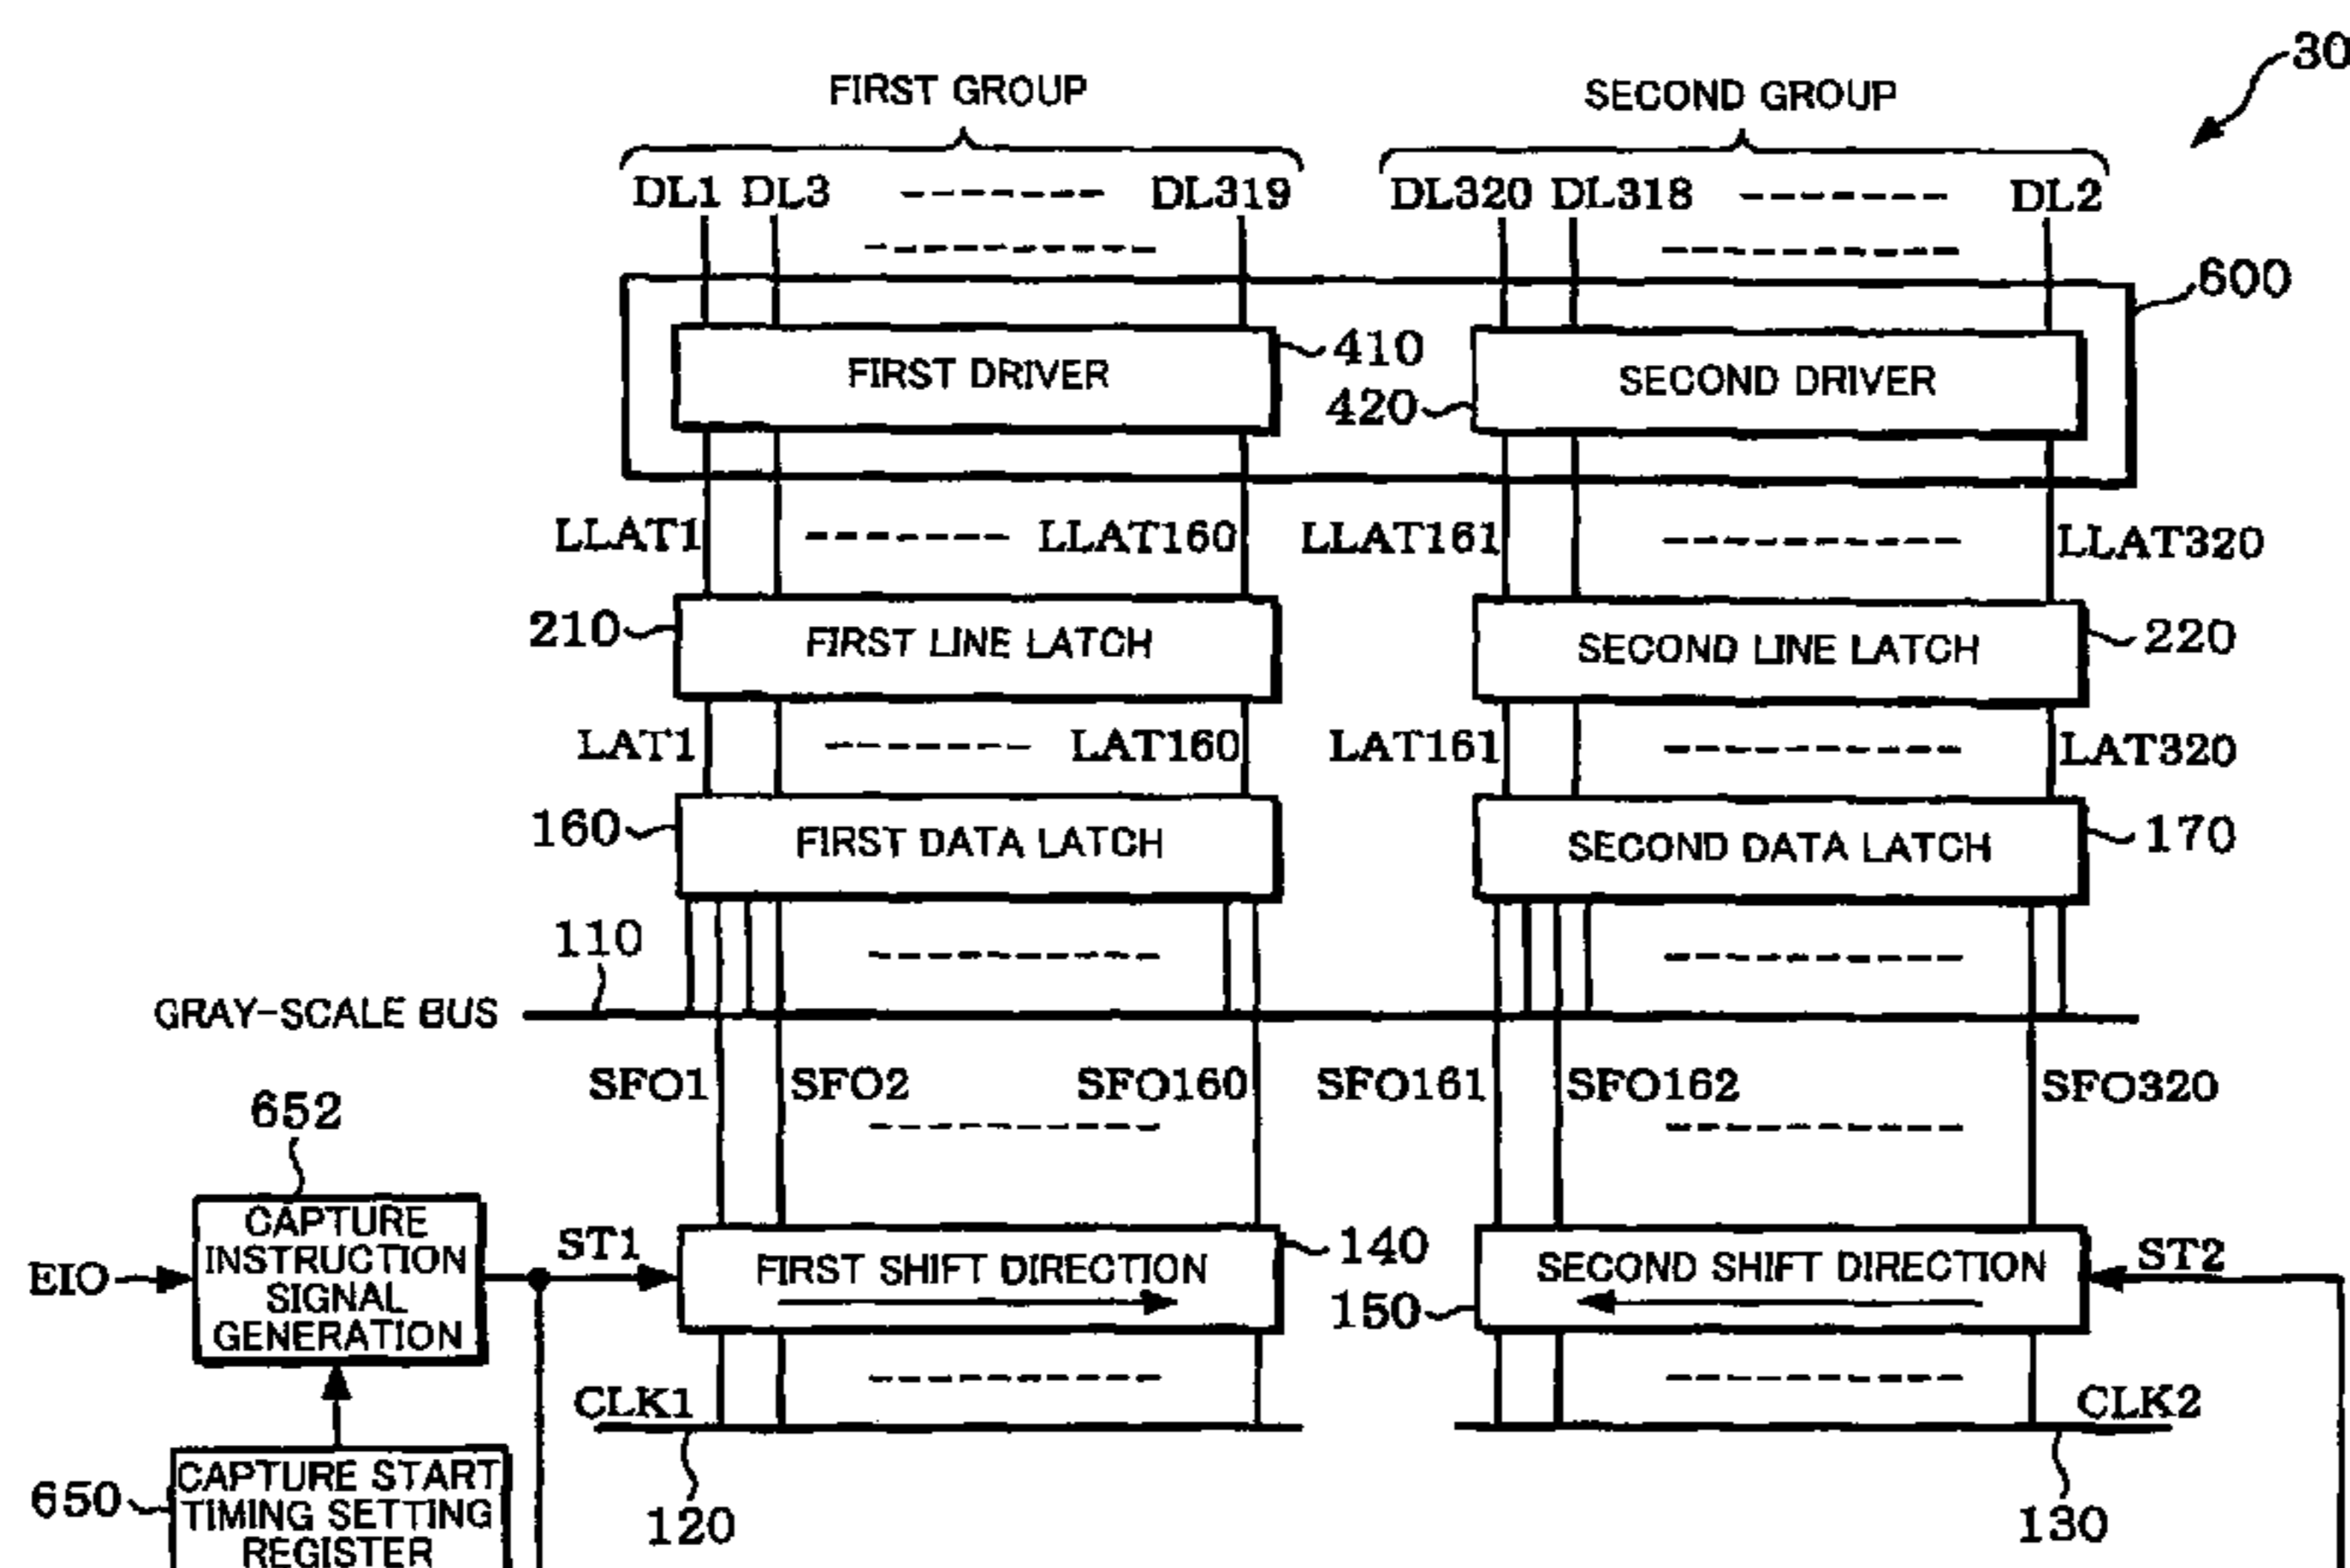 30
FIRST GROUP
SECOND GROUP
DL1 DL3 DL319
DL320 DL318 DL2
600
FIRST DRIVER
410
420
SECOND DRIVER
LLAT1 LLAT160
LLAT161 LLAT320
210
FIRST LINE LATCH
SECOND LINE LATCH
220
LAT1 LAT160
LAT161 LAT320
160
FIRST DATA LATCH
SECOND DATA LATCH
170
110
GRAY-SCALE BUS
SFO1 SFO2 SFO160
SFO161 SFO162 SFO320
652
EIO
CAPTURE
INSTRUCTION
SIGNAL
GENERATION
ST1
FIRST SHIFT DIRECTION
140
150
SECOND SHIFT DIRECTION
ST2
CLK1
CLK2
650
CAPTURE START
TIMING SETTING
REGISTER
120
130